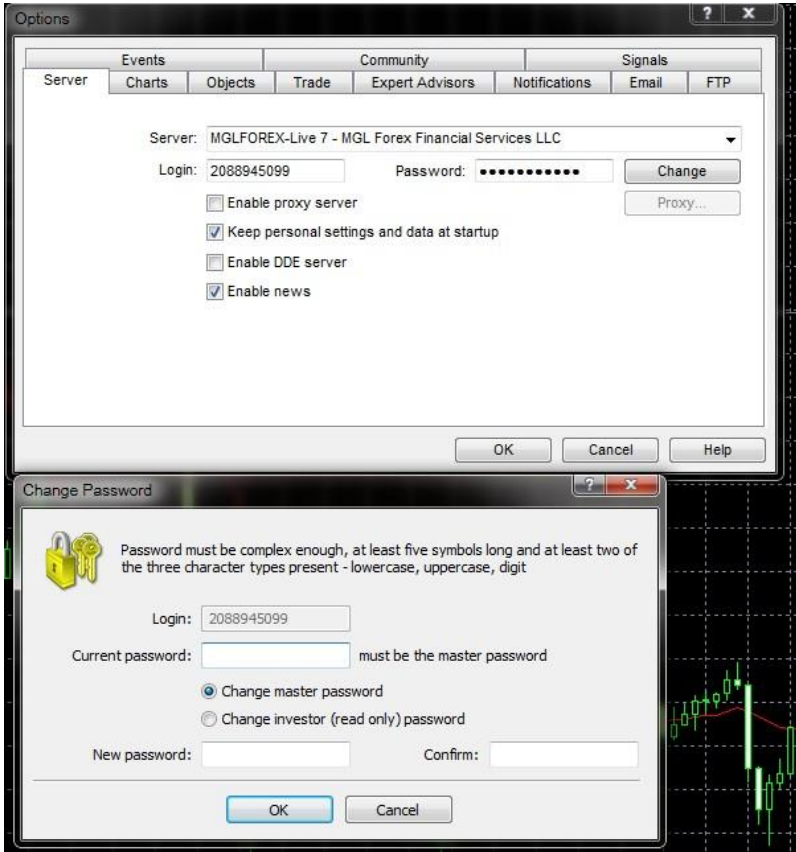 Options
Events Community Signals
Server Charts Objects Trade Expert Advisors Notifications Email FTP
Server: MGLFOREX-Live 7 - MGL Forex Financial Services LLC
Login: 2088945099 Password: ●●●●●●●●●●● Change
Enable proxy server Proxy...
Keep personal settings and data at startup
Enable DDE server
Enable news
OK Cancel Help
Change Password
Password must be complex enough, at least five symbols long and at least two of
the three character types present - lowercase, uppercase, digit
Login: 2088945099
Current password: must be the master password
Change master password
Change investor (read only) password
New password: Confirm:
OK Cancel